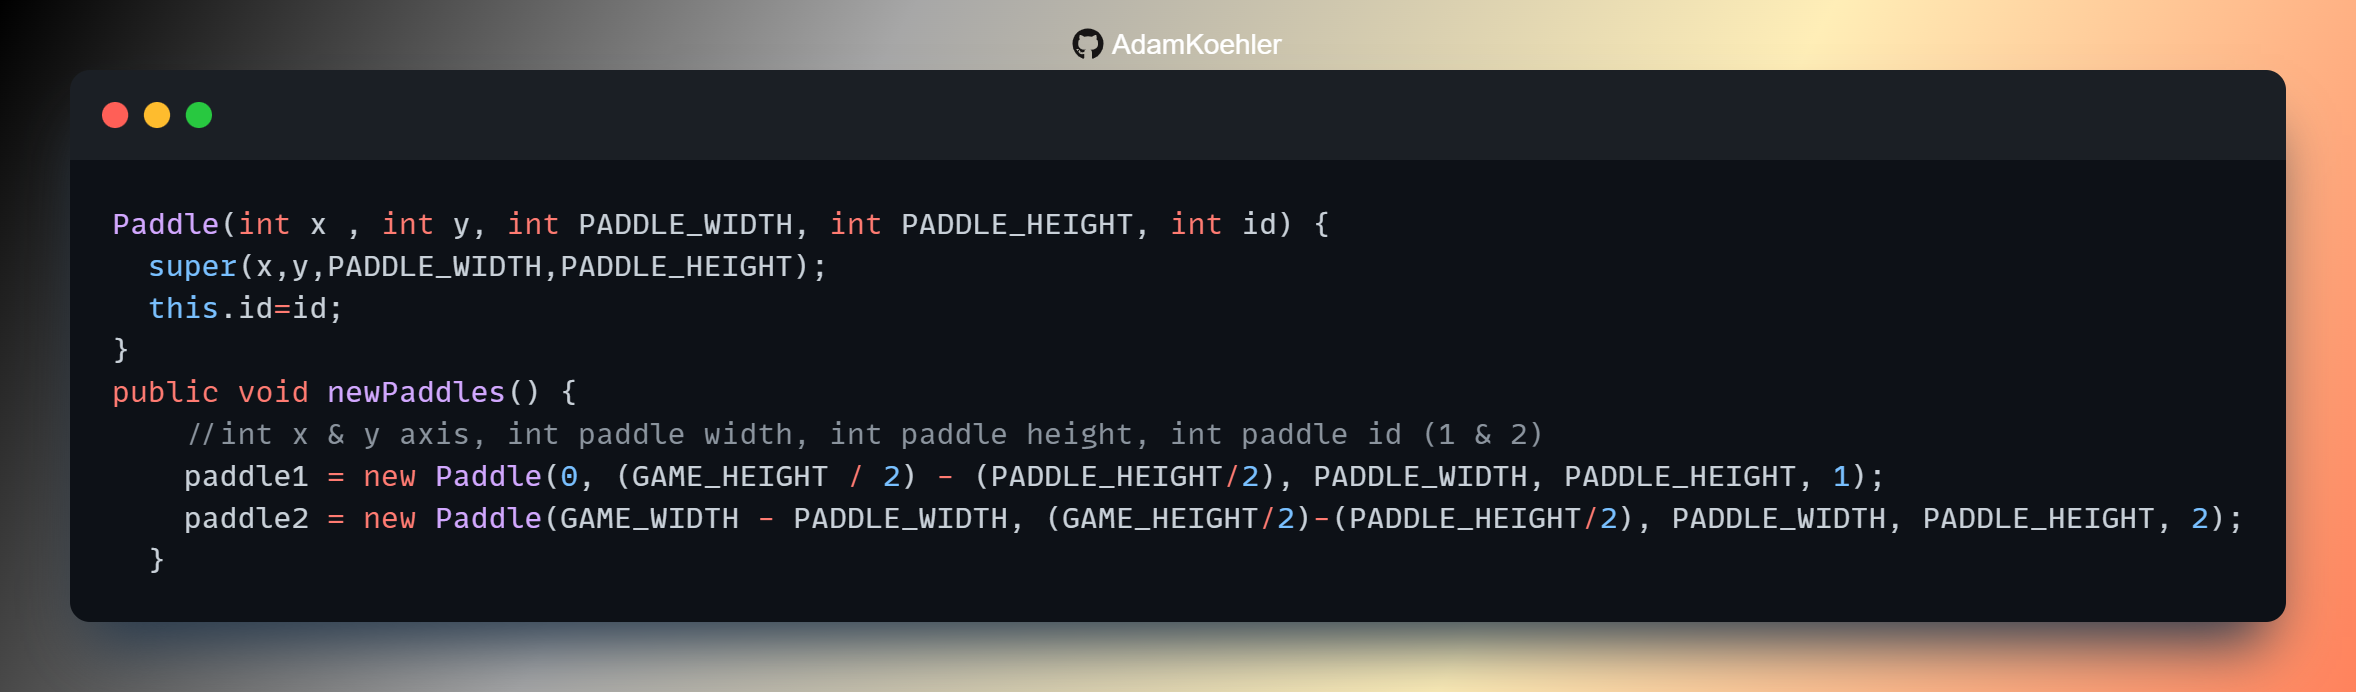 AdamKoehler
Paddle(int x , int y, int PADDLE_WIDTH, int PADDLE_HEIGHT, int id) {
super(x,y,PADDLE_WIDTH,PADDLE_HEIGHT);
this.id=id;
}
public void newPaddles() {
//int x & y axis, int paddle width, int paddle height, int paddle id (1 & 2)
paddle1 = new Paddle(0, (GAME_HEIGHT / 2) - (PADDLE_HEIGHT/2), PADDLE_WIDTH, PADDLE_HEIGHT, 1);
paddle2 = new Paddle(GAME_WIDTH - PADDLE_WIDTH, (GAME_HEIGHT/2)-(PADDLE_HEIGHT/2), PADDLE_WIDTH, PADDLE_HEIGHT, 2);
}